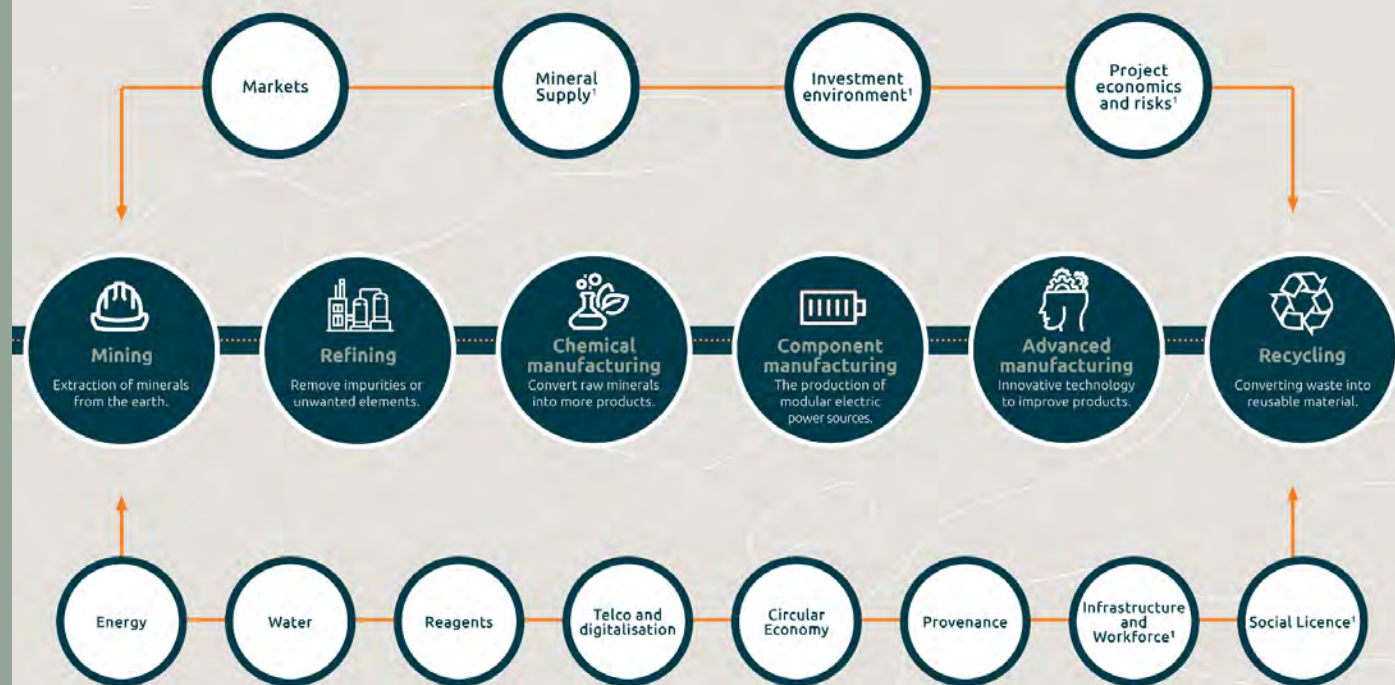 Markets
Mineral
Supply¹
Investment
environment¹
Project
economics
and risks¹
Mining
Extraction of minerals
from the earth.
Refining
Remove impurities or
unwanted elements.
Chemical
manufacturing
Convert raw minerals
into more products.
Component
manufacturing
The production of
modular electric
power sources.
Advanced
manufacturing
Innovative technology
to improve products.
Recycling
Converting waste into
reusable material.
Energy
Water
Reagents
Telco and
digitalisation
Circular
Economy
Provenance
Infrastructure
and
Workforce¹
Social Licence¹